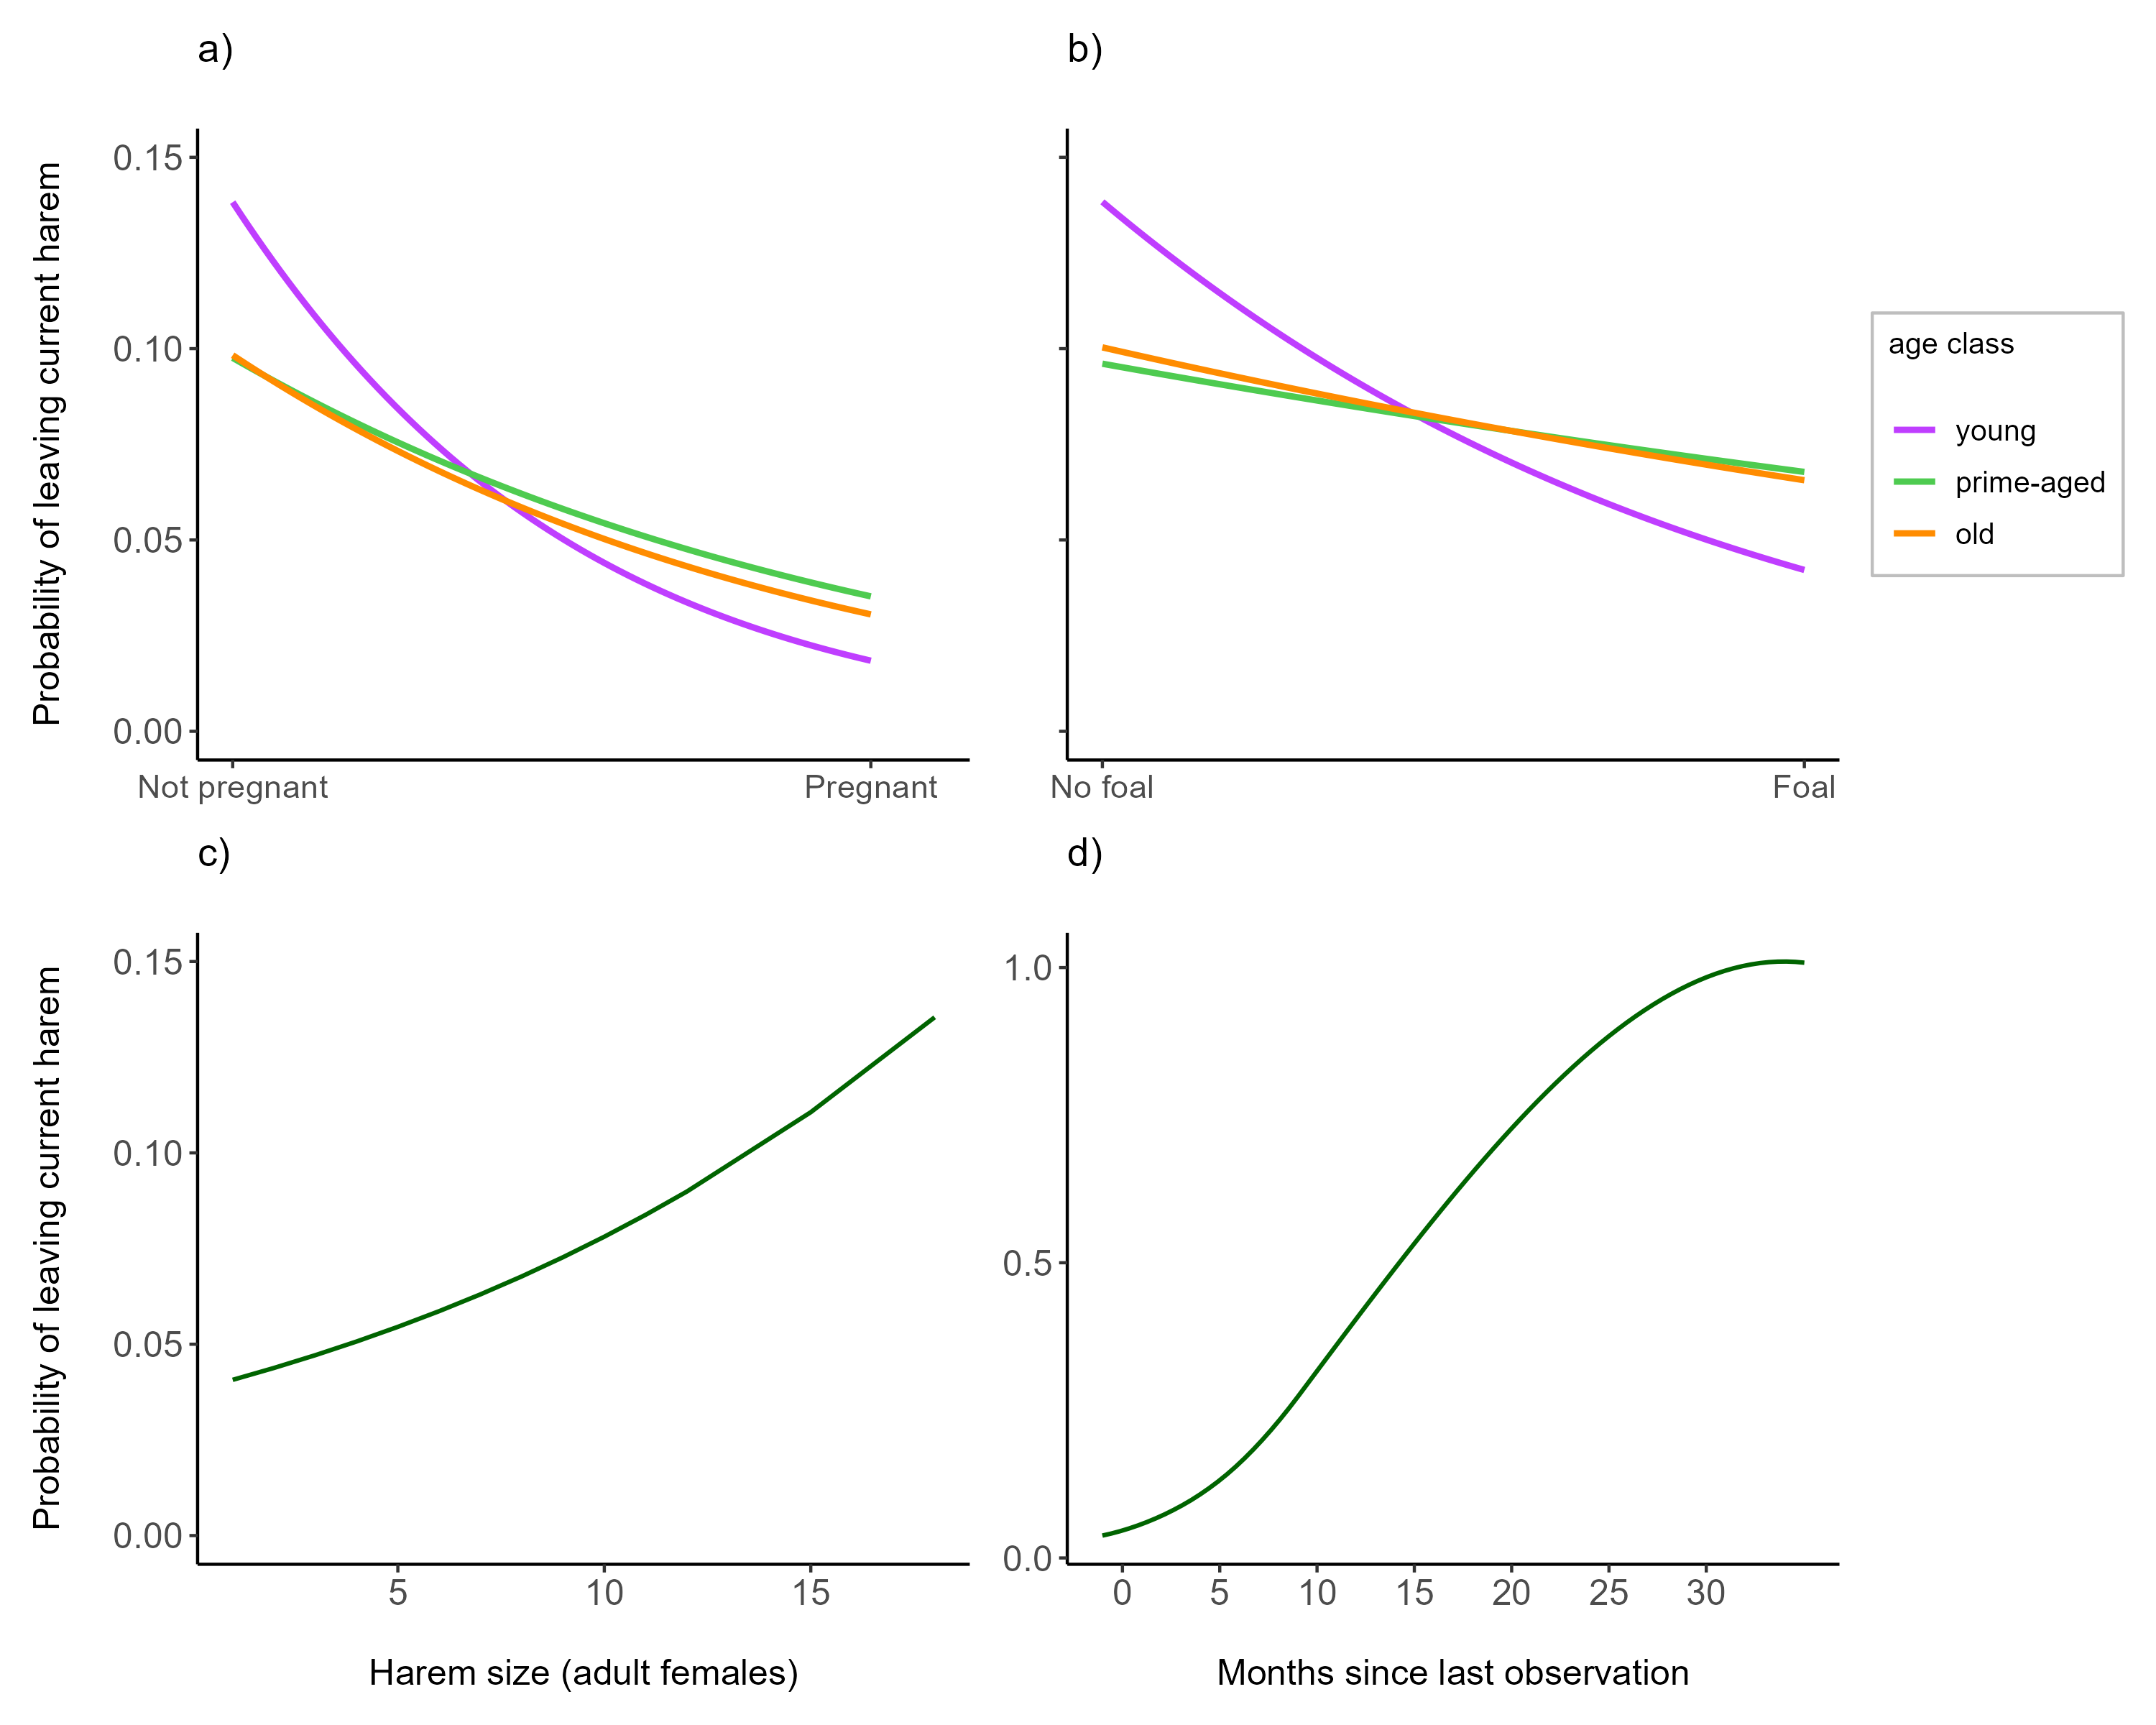 a)
Probability of leaving current harem
0.15
0.10
0.05
0.00
Not pregnant
Pregnant
b)
No foal
Foal
age class
young
prime-aged
old
c)
Probability of leaving current harem
0.15
0.10
0.05
0.00
5
10
15
Harem size (adult females)
d)
1.0
0.5
0.0
0
5
10
15
20
25
30
Months since last observation